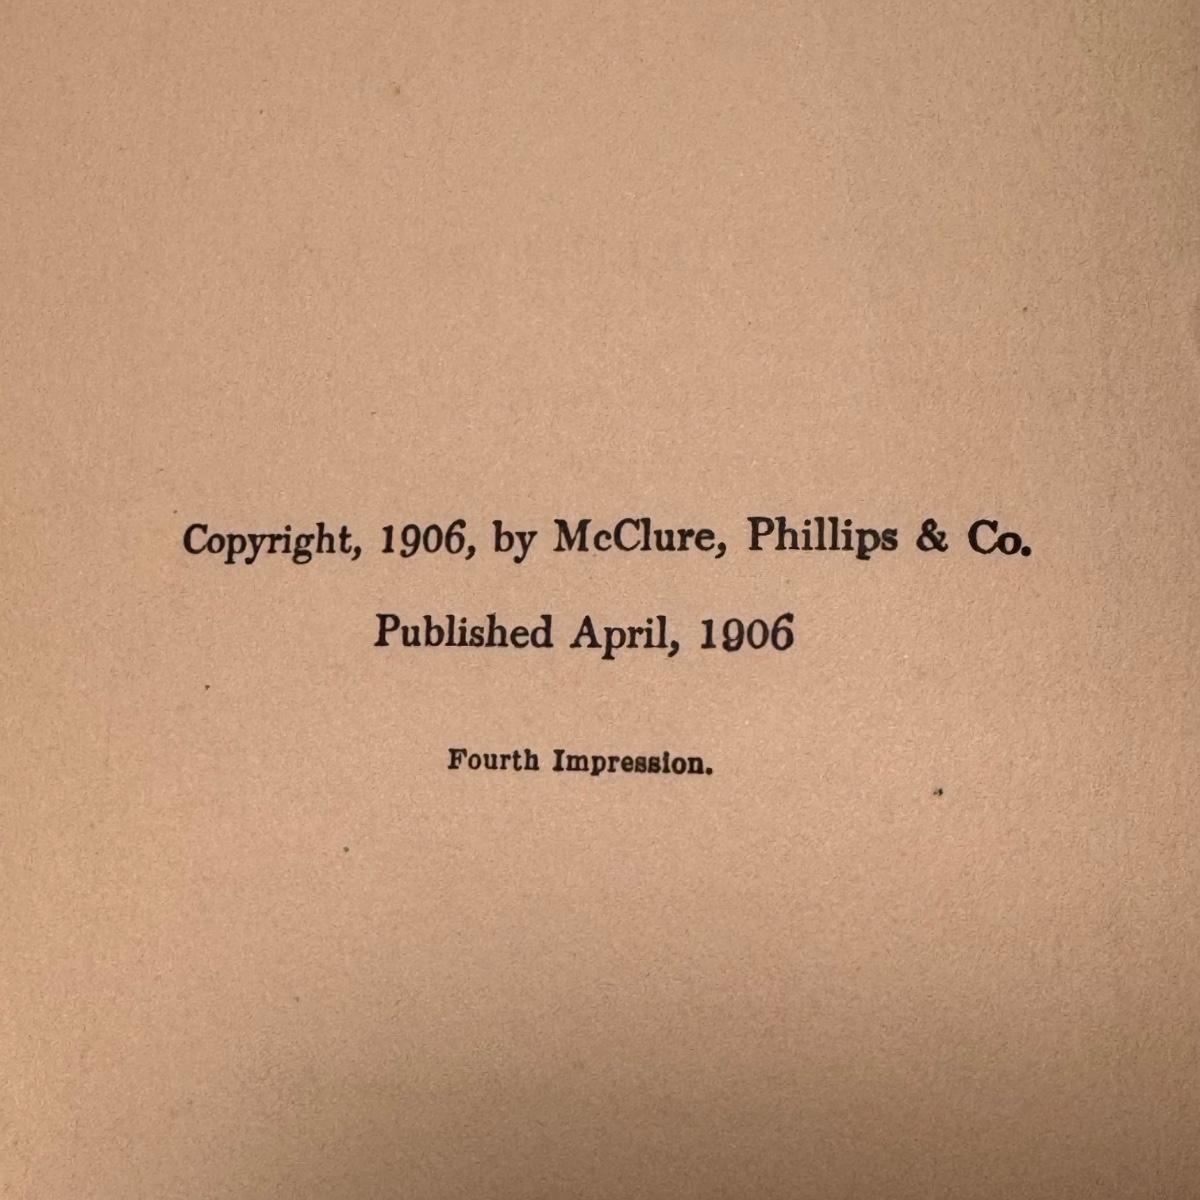 Copyright, 1906, by McClure, Phillips & Co.
Published April, 1906
Fourth Impression.